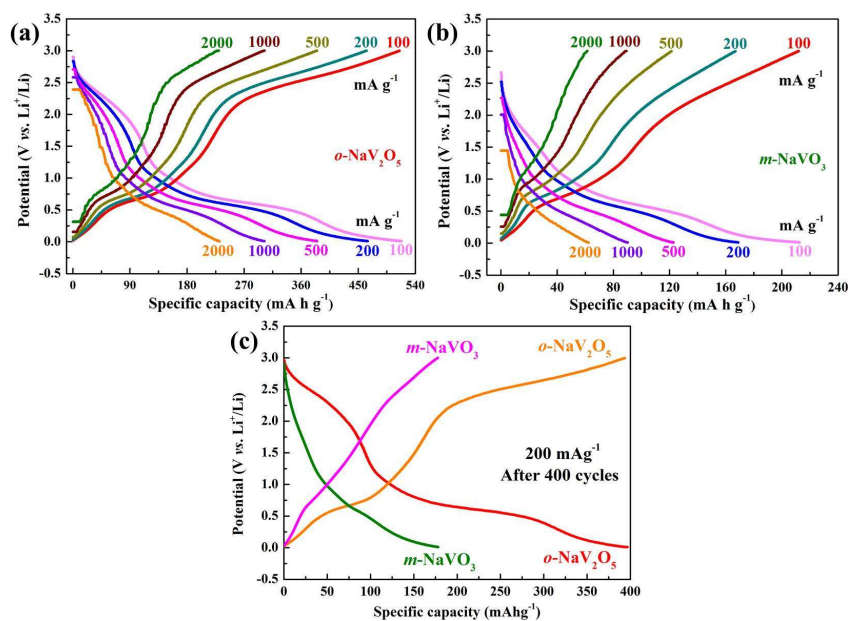 (a)
2000 1000 500 200 100
mA g⁻¹
o-NaV₂O₅
mA g⁻¹
2000 1000 500 200 100
Potential (V vs. Li⁺/Li)
3.5
3.0
2.5
2.0
1.5
1.0
0.5
0.0
-0.5
0 90 180 270 360 450 540
Specific capacity (mA h g⁻¹)
(b)
2000 1000 500 200 100
mA g⁻¹
m-NaVO₃
mA g⁻¹
2000 1000 500 200 100
Potential (V vs. Li⁺/Li)
3.5
3.0
2.5
2.0
1.5
1.0
0.5
0.0
-0.5
0 40 80 120 160 200 240
Specific capacity (mA h g⁻¹)
(c)
m-NaVO₃ o-NaV₂O₅
200 mAg⁻¹
After 400 cycles
m-NaVO₃ o-NaV₂O₅
Potential (V vs. Li⁺/Li)
3.5
3.0
2.5
2.0
1.5
1.0
0.5
0.0
-0.5
0 50 100 150 200 250 300 350 400
Specific capacity (mAhg⁻¹)